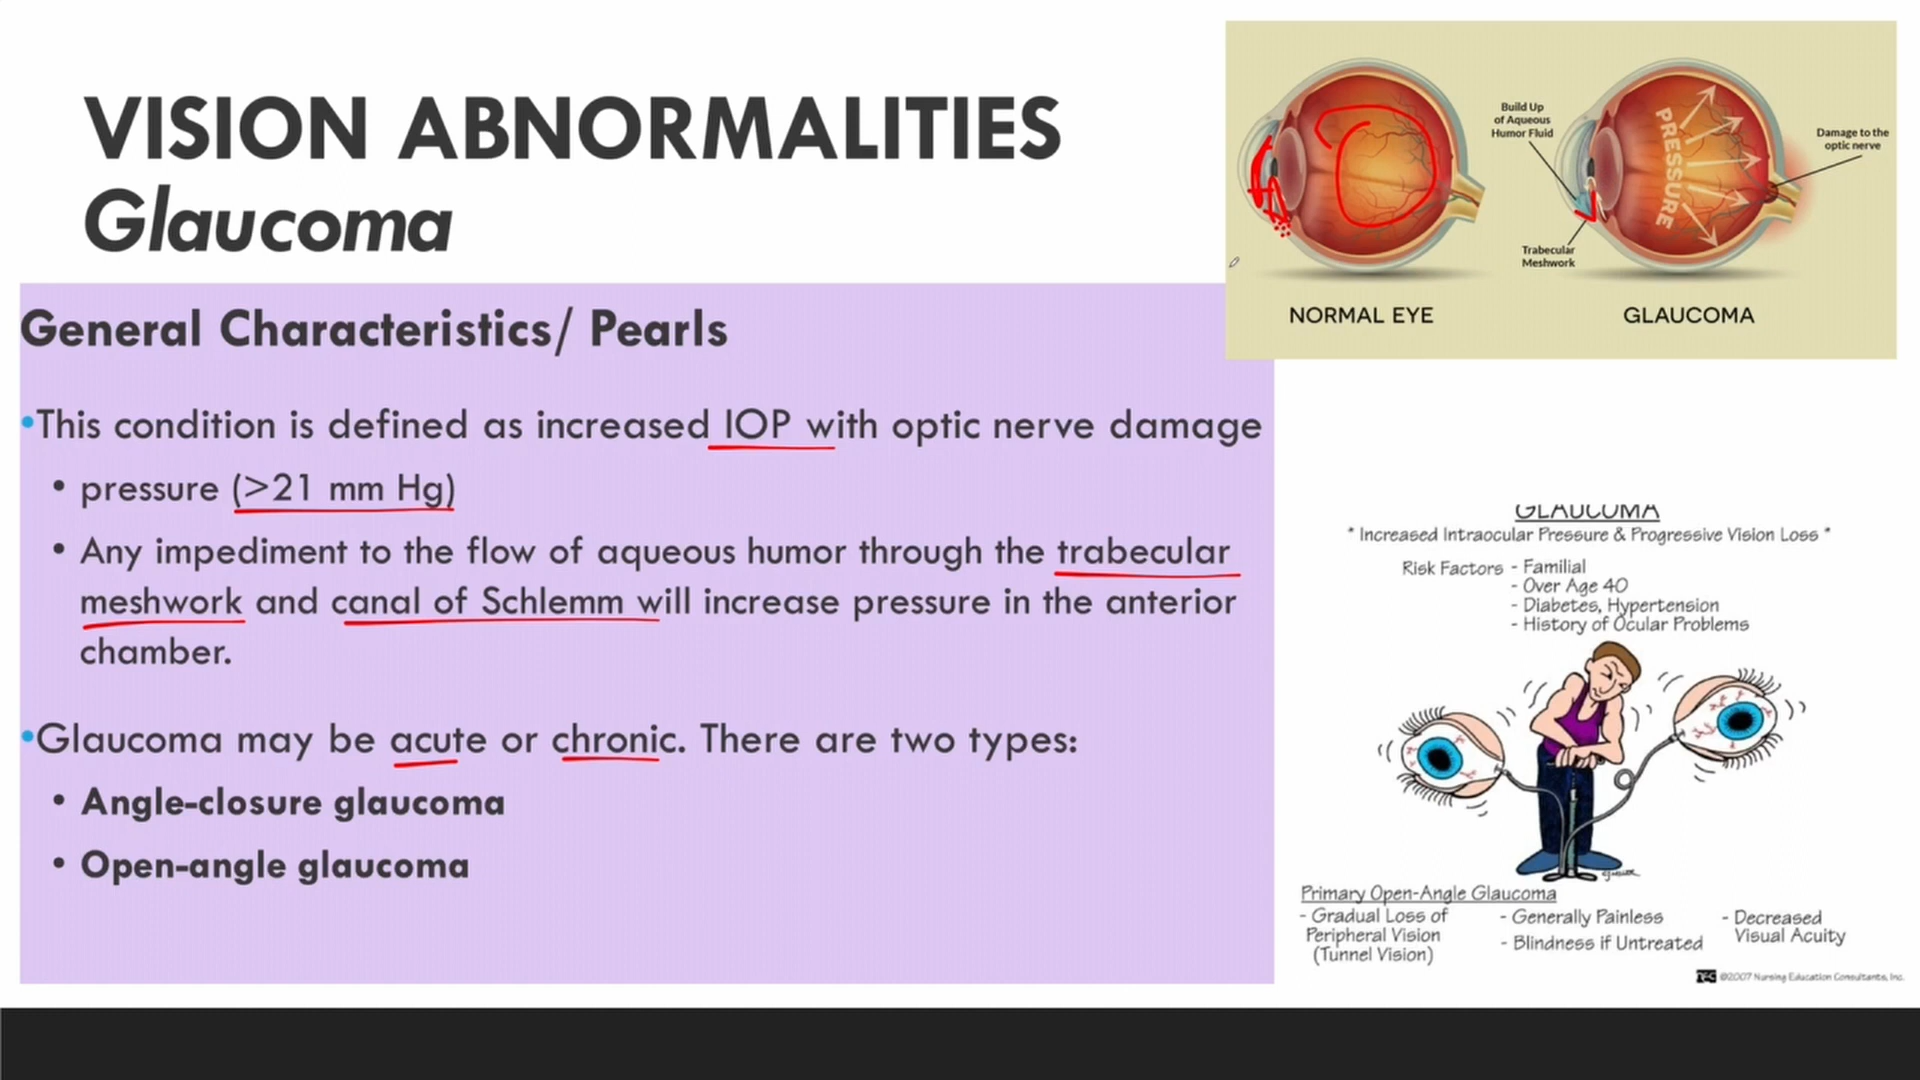 VISION ABNORMALITIES
Glaucoma
General Characteristics/ Pearls
•This condition is defined as increased IOP with optic nerve damage
• pressure (>21 mm Hg)
• Any impediment to the flow of aqueous humor through the trabecular
meshwork and canal of Schlemm will increase pressure in the anterior
chamber.
•Glaucoma may be acute or chronic. There are two types:
• Angle-closure glaucoma
• Open-angle glaucoma
Build Up
of Aqueous
Humor Fluid
PRESSURE
Damage to the
optic nerve
Trabecular
Meshwork
NORMAL EYE
GLAUCOMA
GLAUCOMA
* Increased Intraocular Pressure & Progressive Vision Loss *
Risk Factors - Familial
- Over Age 40
- Diabetes, Hypertension
- History of Ocular Problems
Primary Open-Angle Glaucoma
- Gradual Loss of
Peripheral Vision
(Tunnel Vision)
- Generally Painless
- Blindness if Untreated
- Decreased
Visual Acuity
©2007 Nursing Education Consultants, Inc.